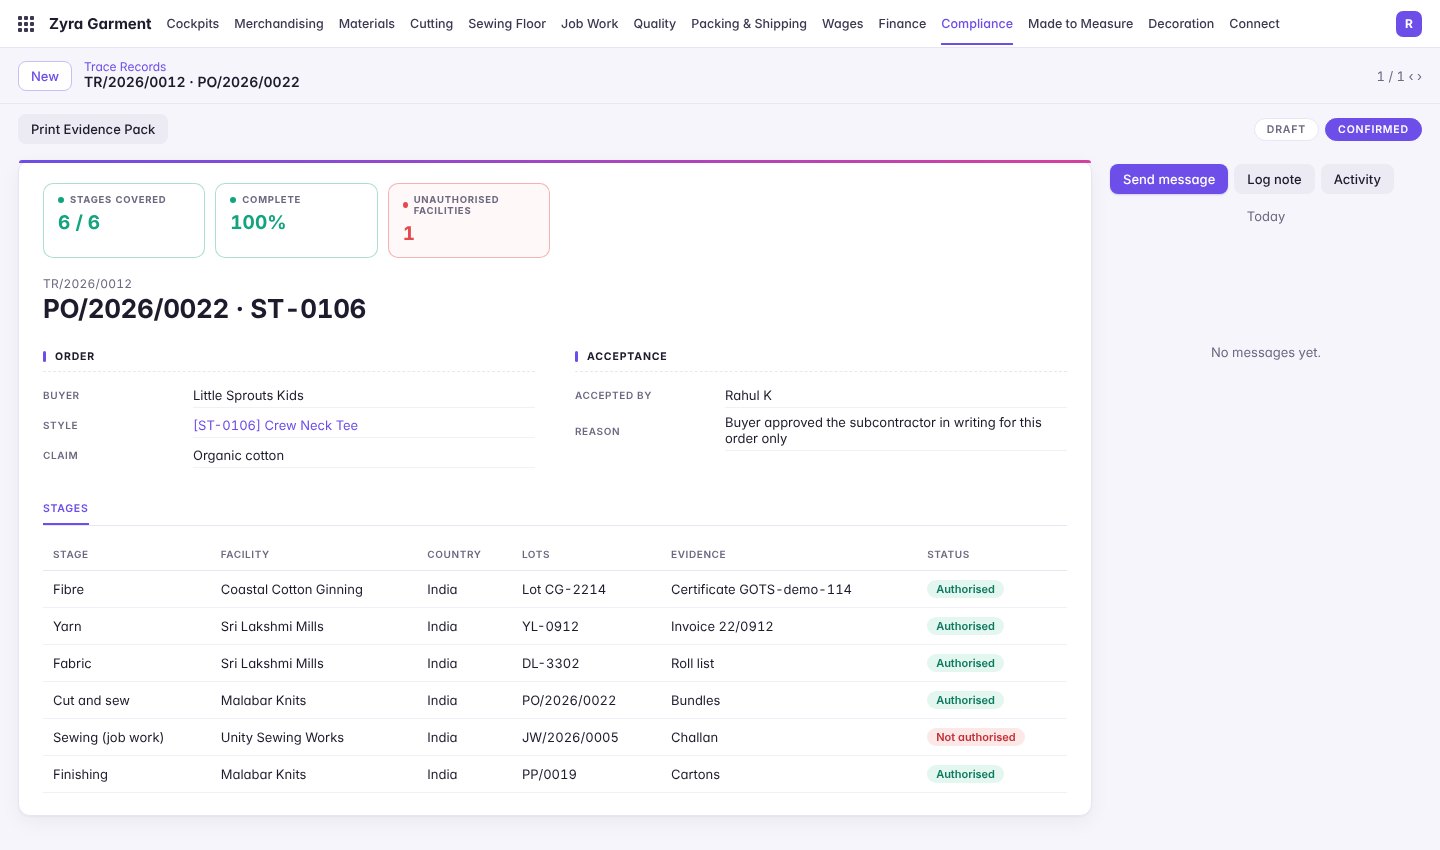 Zyra Garment Cockpits Merchandising Materials Cutting Sewing Floor Job Work Quality Packing & Shipping Wages Finance Compliance Made to Measure Decoration Connect R
New
Trace Records
TR/2026/0012 · PO/2026/0022
1 / 1 ‹ ›
Print Evidence Pack
DRAFT CONFIRMED
STAGES COVERED
6 / 6
COMPLETE
100%
UNAUTHORISED
FACILITIES
1
TR/2026/0012
PO/2026/0022 · ST-0106
ORDER
BUYER Little Sprouts Kids
STYLE [ST-0106] Crew Neck Tee
CLAIM Organic cotton
ACCEPTANCE
ACCEPTED BY Rahul K
REASON Buyer approved the subcontractor in writing for this
order only
STAGES
STAGE FACILITY COUNTRY LOTS EVIDENCE STATUS
Fibre Coastal Cotton Ginning India Lot CG-2214 Certificate GOTS-demo-114 Authorised
Yarn Sri Lakshmi Mills India YL-0912 Invoice 22/0912 Authorised
Fabric Sri Lakshmi Mills India DL-3302 Roll list Authorised
Cut and sew Malabar Knits India PO/2026/0022 Bundles Authorised
Sewing (job work) Unity Sewing Works India JW/2026/0005 Challan Not authorised
Finishing Malabar Knits India PP/0019 Cartons Authorised
Send message Log note Activity
Today
No messages yet.